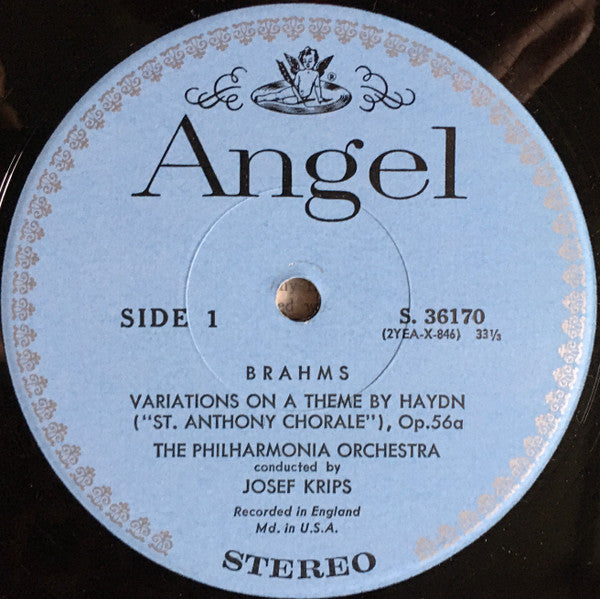 ®
Angel
SIDE 1
S. 36170
(2YEA-X-846) 33⅓
BRAHMS
VARIATIONS ON A THEME BY HAYDN
("ST. ANTHONY CHORALE"), Op.56a
THE PHILHARMONIA ORCHESTRA
conducted by
JOSEF KRIPS
Recorded in England
Md. in U.S.A.
STEREO